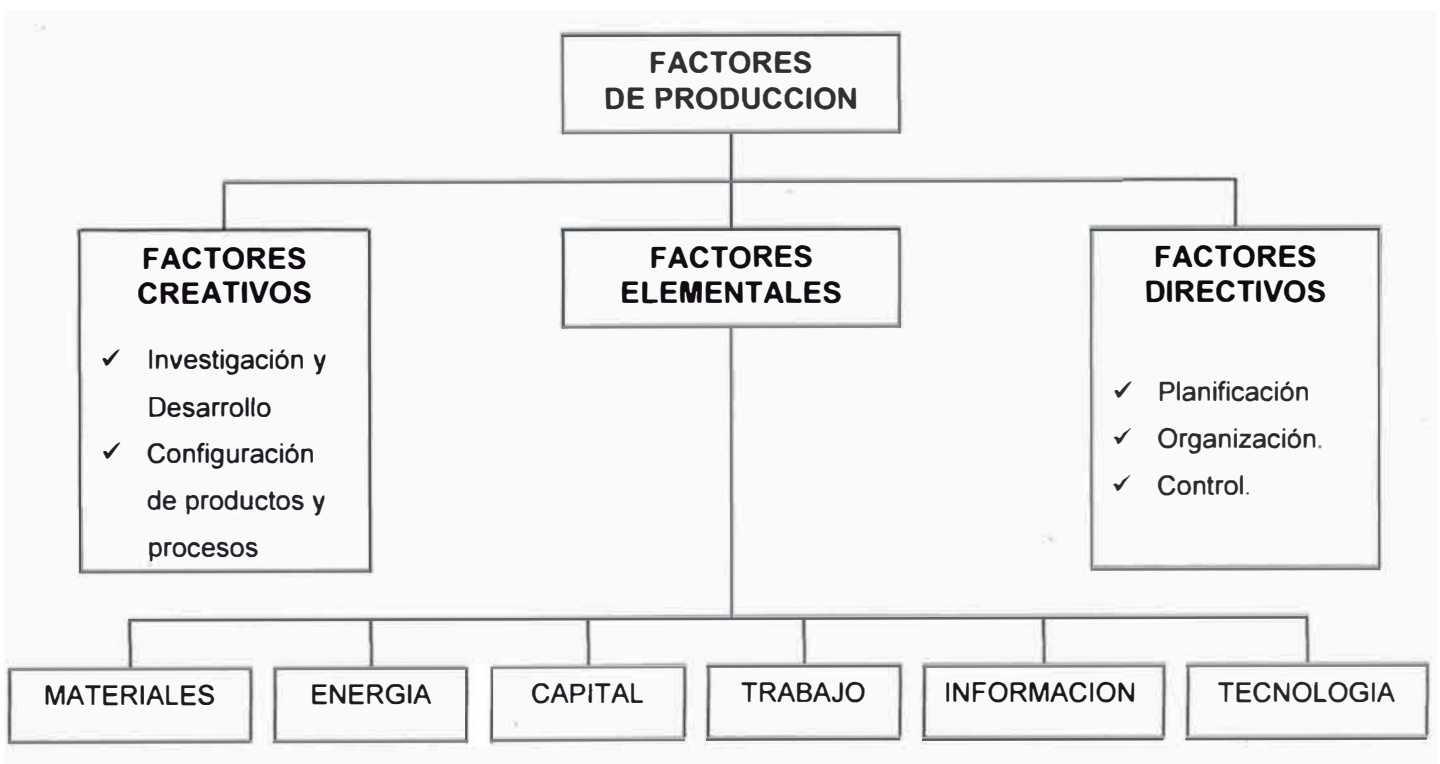 FACTORES
DE PRODUCCION
FACTORES
CREATIVOS
✓ Investigación y
Desarrollo
✓ Configuración
de productos y
procesos
FACTORES
ELEMENTALES
FACTORES
DIRECTIVOS
✓ Planificación
✓ Organización.
✓ Control.
MATERIALES
ENERGIA
CAPITAL
TRABAJO
INFORMACION
TECNOLOGIA